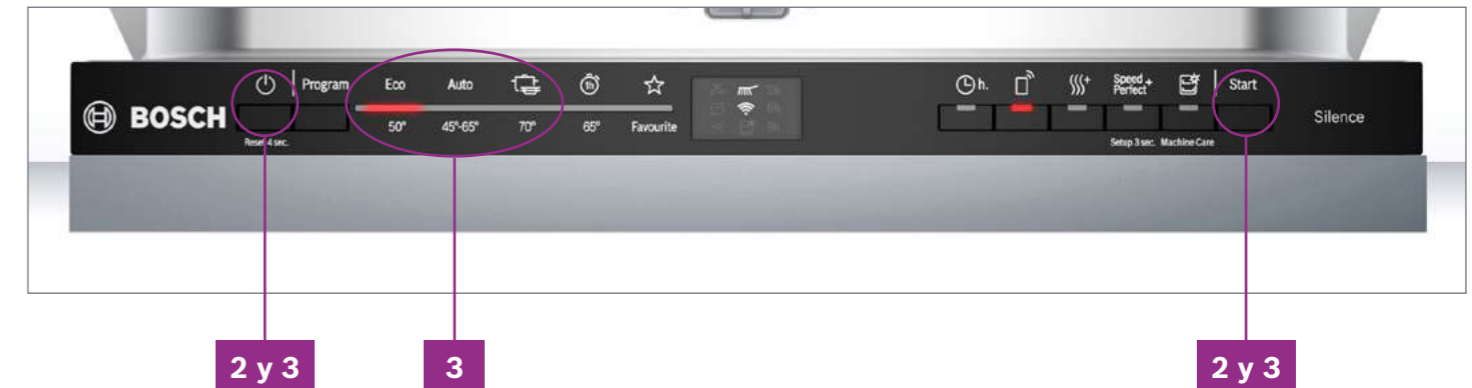 BOSCH
Program
Eco
Auto
1h
50°
45°-65°
70°
65°
Favourite
Reset 4 sec.
h.
Speed+
Perfect
Start
Setup 3 sec.
Machine Care
Silence
2 y 3
3
2 y 3